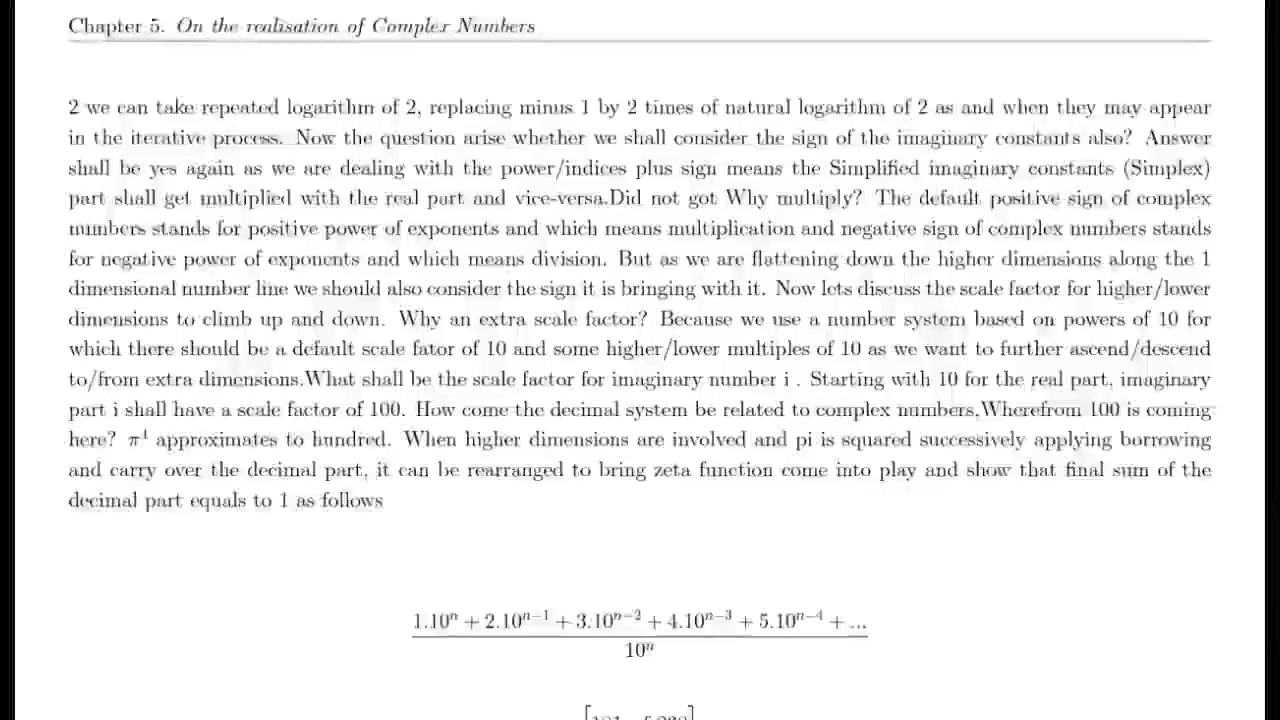 Chapter 5. On the realisation of Complex Numbers
2 we can take repeated logarithm of 2, replacing minus 1 by 2 times of natural logarithm of 2 as and when they may appear
in the iterative process. Now the question arise whether we shall consider the sign of the imaginary constants also? Answer
shall be yes again as we are dealing with the power/indices plus sign means the Simplified imaginary constants (Simplex)
part shall get multiplied with the real part and vice-versa.Did not got Why multiply? The default positive sign of complex
numbers stands for positive power of exponents and which means multiplication and negative sign of complex numbers stands
for negative power of exponents and which means division. But as we are flattening down the higher dimensions along the 1
dimensional number line we should also consider the sign it is bringing with it. Now lets discuss the scale factor for higher/lower
dimensions to climb up and down. Why an extra scale factor? Because we use a number system based on powers of 10 for
which there should be a default scale fator of 10 and some higher/lower multiples of 10 as we want to further ascend/descend
to/from extra dimensions.What shall be the scale factor for imaginary number i . Starting with 10 for the real part, imaginary
part i shall have a scale factor of 100. How come the decimal system be related to complex numbers.Wherefrom 100 is coming
here? π⁴ approximates to hundred. When higher dimensions are involved and pi is squared successively applying borrowing
and carry over the decimal part, it can be rearranged to bring zeta function come into play and show that final sum of the
decimal part equals to 1 as follows
1.10ⁿ + 2.10ⁿ⁻¹ + 3.10ⁿ⁻² + 4.10ⁿ⁻³ + 5.10ⁿ⁻⁴ + ...
10ⁿ